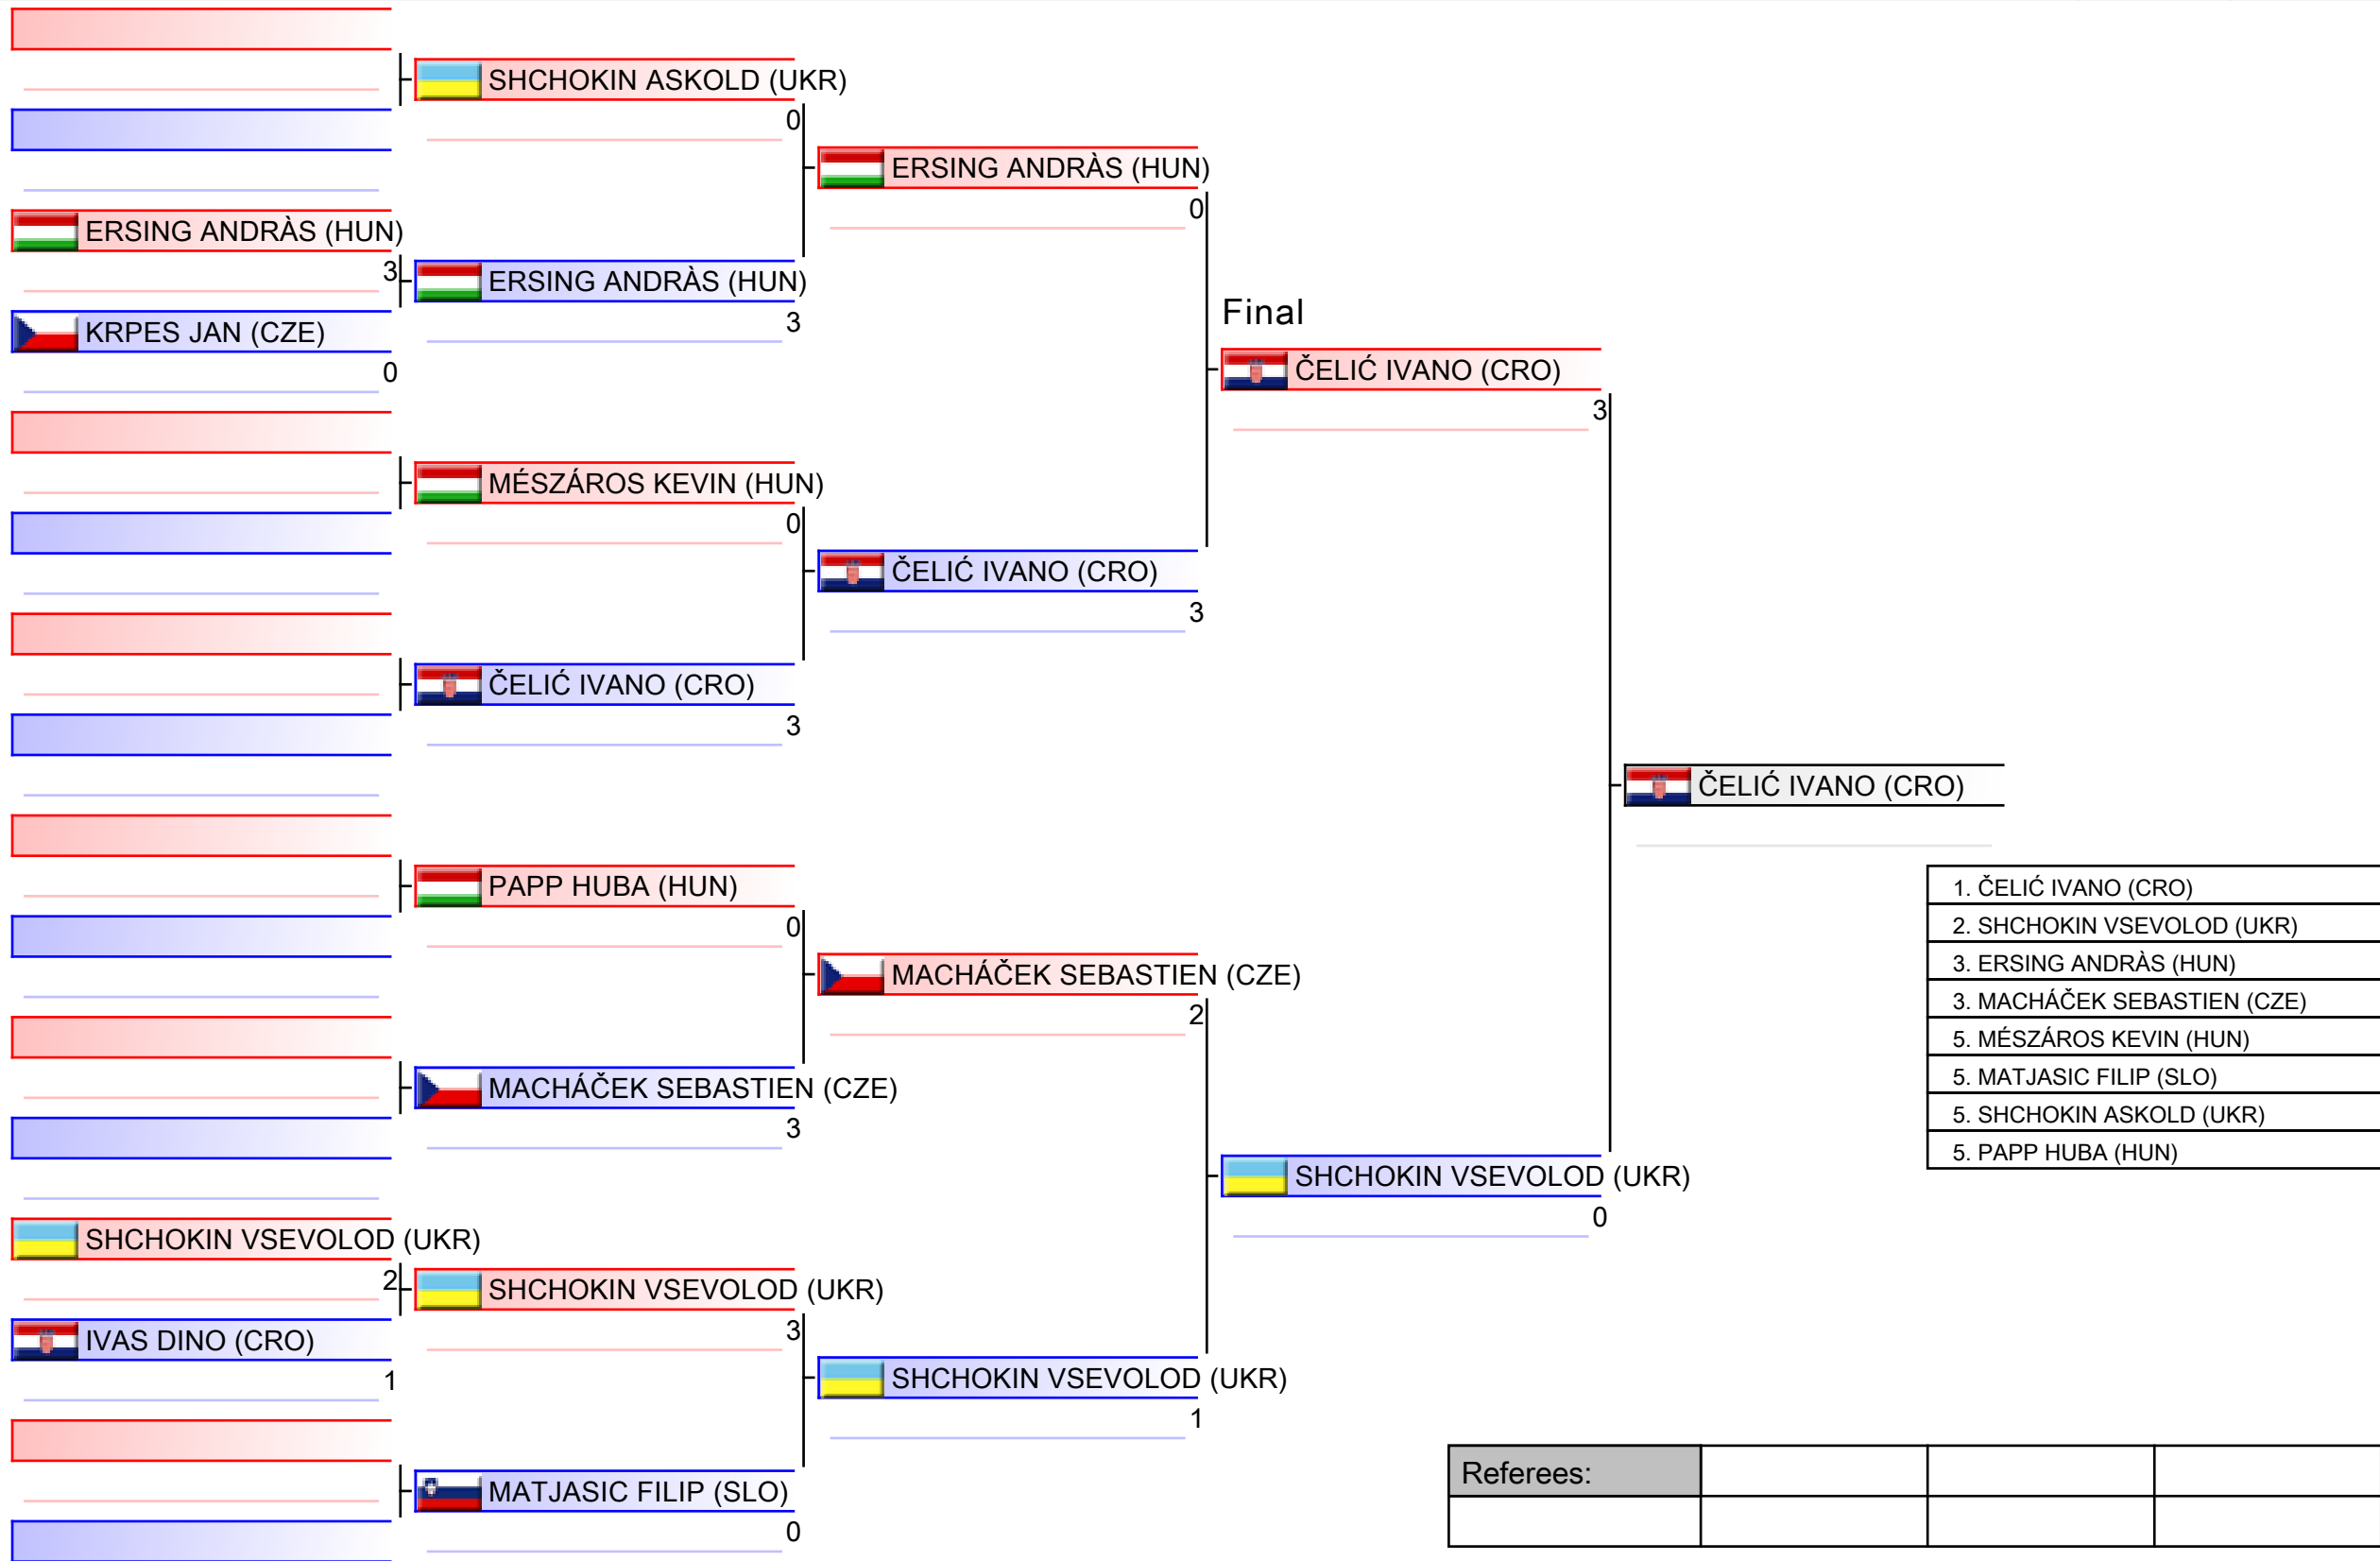 SHCHOKIN ASKOLD (UKR)
0
ERSING ANDRÀS (HUN)
0
ERSING ANDRÀS (HUN)
3
ERSING ANDRÀS (HUN)
3
KRPES JAN (CZE)
0
Final
ČELIĆ IVANO (CRO)
3
MÉSZÁROS KEVIN (HUN)
0
ČELIĆ IVANO (CRO)
3
ČELIĆ IVANO (CRO)
3
ČELIĆ IVANO (CRO)
PAPP HUBA (HUN)
0
MACHÁČEK SEBASTIEN (CZE)
2
MACHÁČEK SEBASTIEN (CZE)
3
1. ČELIĆ IVANO (CRO)
2. SHCHOKIN VSEVOLOD (UKR)
3. ERSING ANDRÀS (HUN)
3. MACHÁČEK SEBASTIEN (CZE)
5. MÉSZÁROS KEVIN (HUN)
5. MATJASIC FILIP (SLO)
5. SHCHOKIN ASKOLD (UKR)
5. PAPP HUBA (HUN)
SHCHOKIN VSEVOLOD (UKR)
0
SHCHOKIN VSEVOLOD (UKR)
2
SHCHOKIN VSEVOLOD (UKR)
3
IVAS DINO (CRO)
1
SHCHOKIN VSEVOLOD (UKR)
1
MATJASIC FILIP (SLO)
0
Referees: